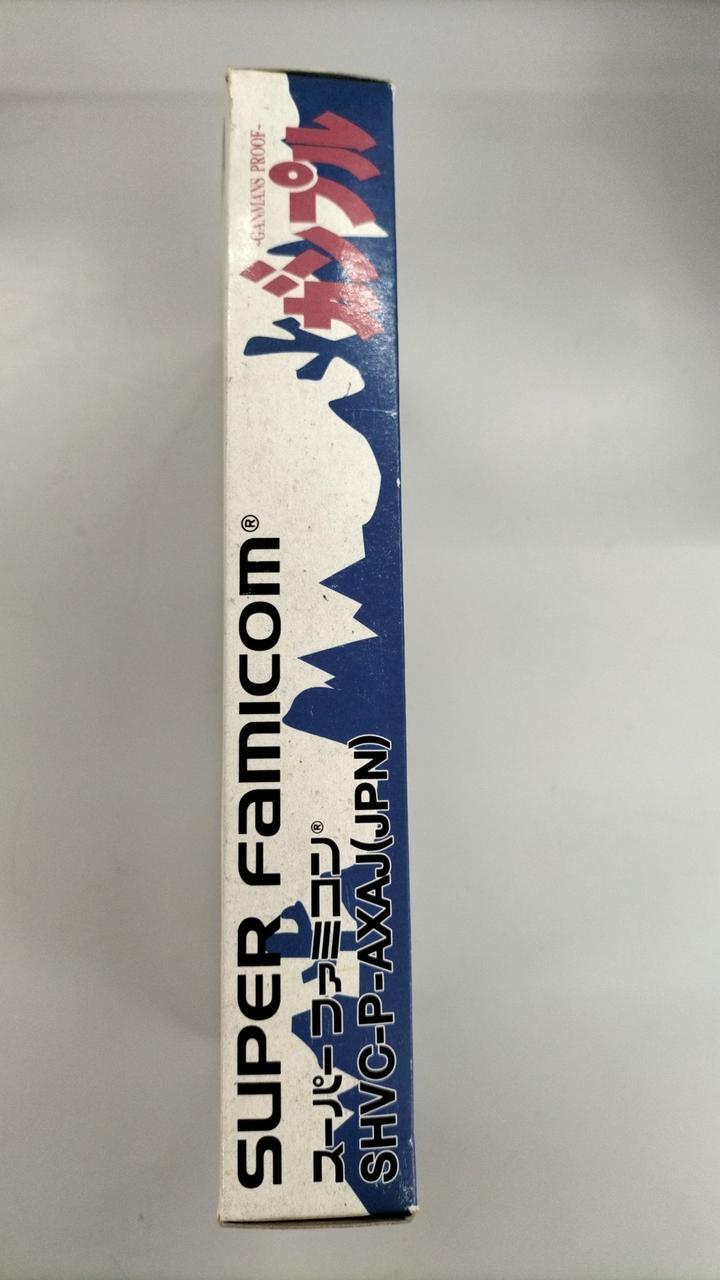 SUPER FAMICOM®
スーパーファミコン®
SHVC-P-AXAJ(JPN)
~GANMANS PROOF~
ガンプル